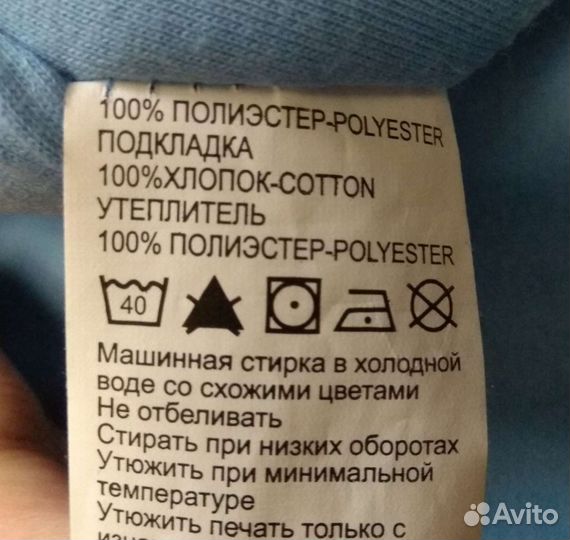 100% ПОЛИЭСТЕР-POLYESTER
ПОДКЛАДКА
100%ХЛОПОК-COTTON
УТЕПЛИТЕЛЬ
100% ПОЛИЭСТЕР-POLYESTER
40
Машинная стирка в холодной
воде со схожими цветами
Не отбеливать
Стирать при низких оборотах
Утюжить при минимальной
температуре
Утюжить печать только с
Avito